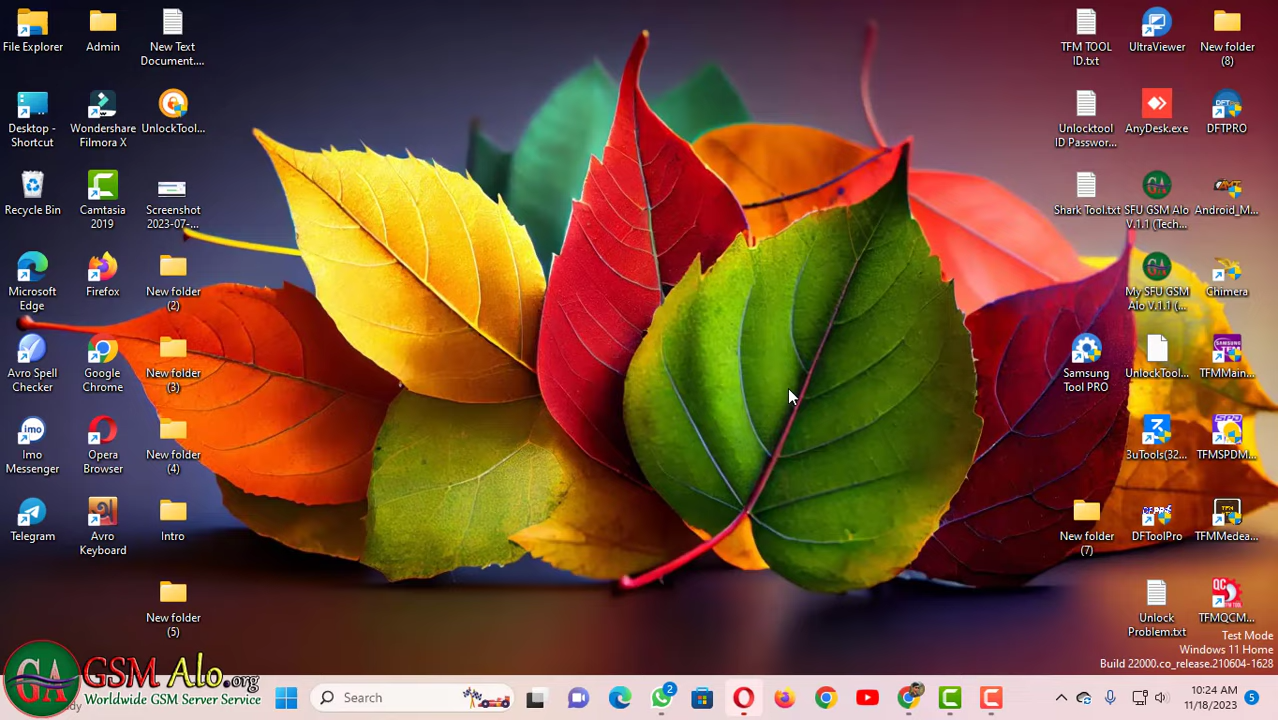 File Explorer
Admin
New Text
Document....
TFM TOOL
ID.txt
UltraViewer
New folder
(8)
Desktop -
Shortcut
Wondershare
Filmora X
UnlockTool...
Unlocktool
ID Passwor...
AnyDesk.exe
DFTPRO
Recycle Bin
Camtasia
2019
Screenshot
2023-07-...
Shark Tool.txt
SFU GSM Alo
V.1.1 (Tech...
Android_M...
Microsoft
Edge
Firefox
New folder
(2)
My SFU GSM
Alo V.1.1 (...
Chimera
Avro Spell
Checker
Google
Chrome
New folder
(3)
Samsung
Tool PRO
UnlockTool...
TFMMain...
Imo
Messenger
Opera
Browser
New folder
(4)
3uTools(32...
TFMSPDM...
Telegram
Avro
Keyboard
Intro
New folder
(7)
DFToolPro
TFMMedea...
New folder
(5)
Unlock
Problem.txt
TFMQCM...
Test Mode
Windows 11 Home
Build 22000.co_release.210604-1628
GA
GSM Alo.org
Worldwide GSM Server Service
Search
2
10:24 AM
11/18/2023
5